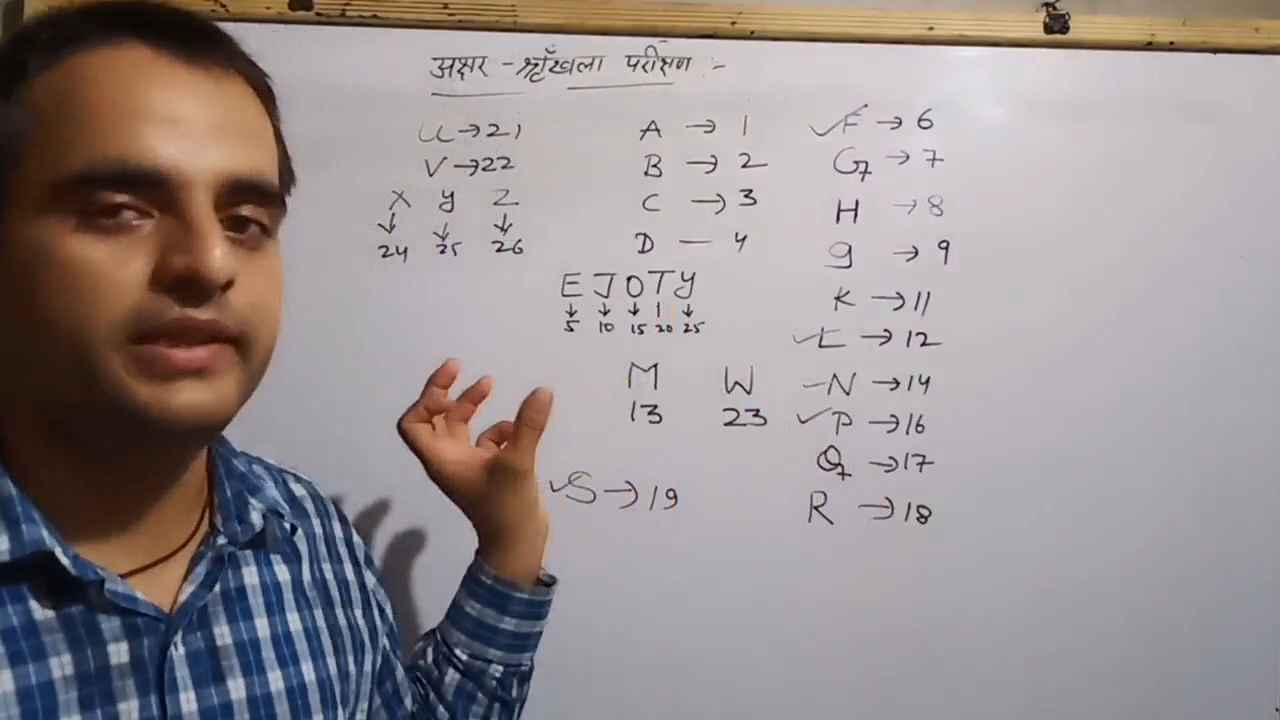 अक्षर - श्रृँखला परीक्षण :-
U → 21
V → 22
X Y Z
↓ ↓ ↓
24 25 26
A → 1
B → 2
C → 3
D — 4
E J O T Y
↓ ↓ ↓ | ↓
5 10 15 20 25
M W
13 23
✓S → 19
✓F → 6
G → 7
H → 8
g → 9
K → 11
✓L → 12
-N → 14
✓P → 16
Q → 17
R → 18